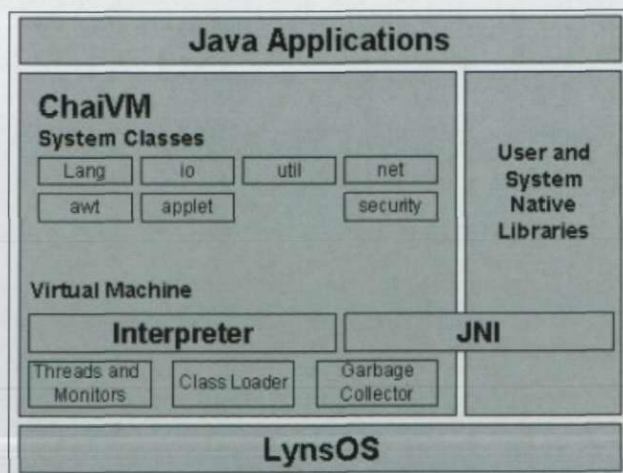 Java Applications
ChaiVM
System Classes
Lang io util net
awt applet security
User and
System
Native
Libraries
Virtual Machine
Interpreter JNI
Threads and
Monitors
Class Loader
Garbage
Collector
LynsOS